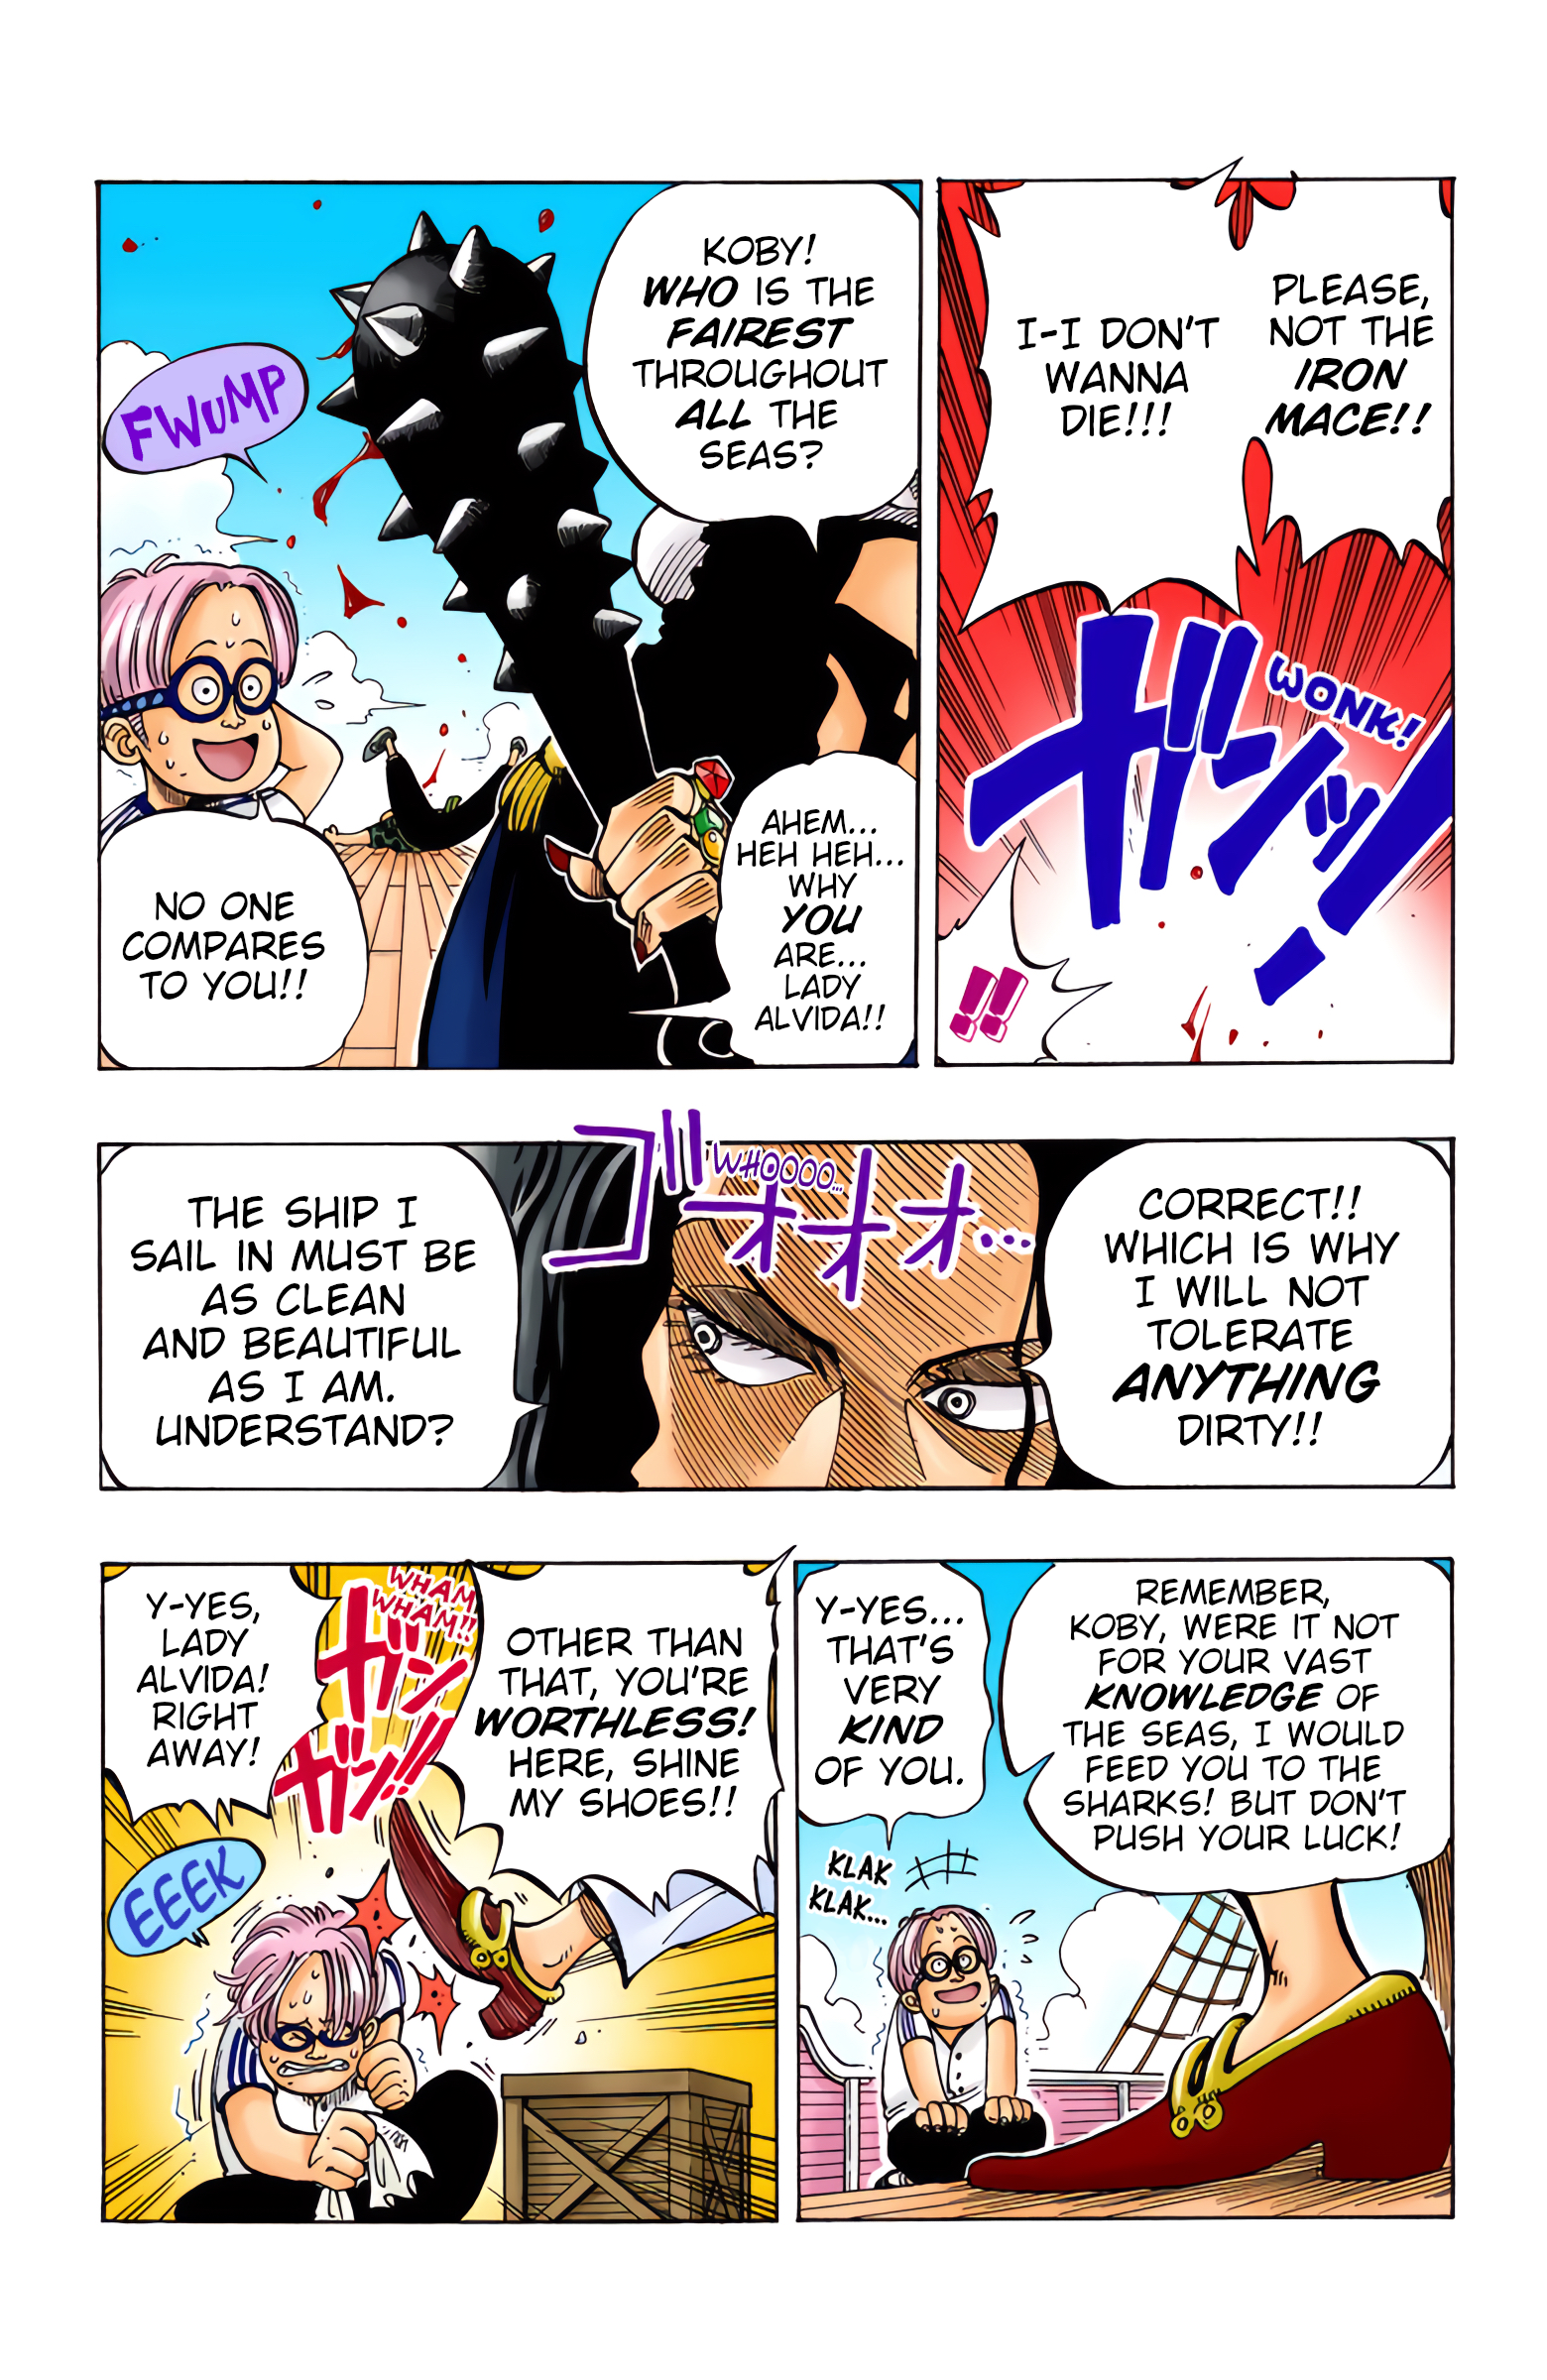 PLEASE,
NOT THE
IRON
MACE!!
I-I DON'T
WANNA
DIE!!!
WONK!
ガンッ!
!!
KOBY!
WHO IS THE
FAIREST
THROUGHOUT
ALL THE
SEAS?
FWUMP
AHEM...
HEH HEH...
WHY
YOU
ARE...
LADY
ALVIDA!!
NO ONE
COMPARES
TO YOU!!
CORRECT!!
WHICH IS WHY
I WILL NOT
TOLERATE
ANYTHING
DIRTY!!
WHOOOO...
ゴオオオ...
THE SHIP I
SAIL IN MUST BE
AS CLEAN
AND BEAUTIFUL
AS I AM.
UNDERSTAND?
REMEMBER,
KOBY, WERE IT NOT
FOR YOUR VAST
KNOWLEDGE OF
THE SEAS, I WOULD
FEED YOU TO THE
SHARKS! BUT DON'T
PUSH YOUR LUCK!
Y-YES...
THAT'S
VERY
KIND
OF YOU.
KLAK
KLAK...
OTHER THAN
THAT, YOU'RE
WORTHLESS!
HERE, SHINE
MY SHOES!!
WHAM
WHAM!!
ガン
ガン!!
Y-YES,
LADY
ALVIDA!
RIGHT
AWAY!
EEEK